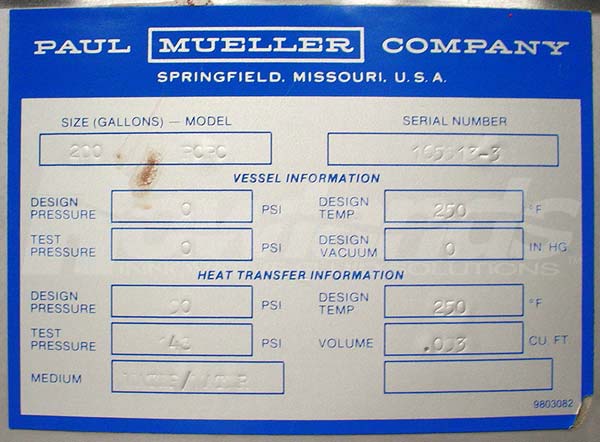 PAUL MUELLER COMPANY
SPRINGFIELD, MISSOURI, U.S.A.
SIZE (GALLONS) — MODEL SERIAL NUMBER
200
VESSEL INFORMATION
DESIGN PRESSURE 0 PSI DESIGN TEMP. 250 °F
TEST PRESSURE 0 PSI DESIGN VACUUM 0 IN HG.
HEAT TRANSFER INFORMATION
DESIGN PRESSURE PSI DESIGN TEMP 250 °F
TEST PRESSURE PSI VOLUME CU. FT.
MEDIUM
SOLUTIONS
9803082